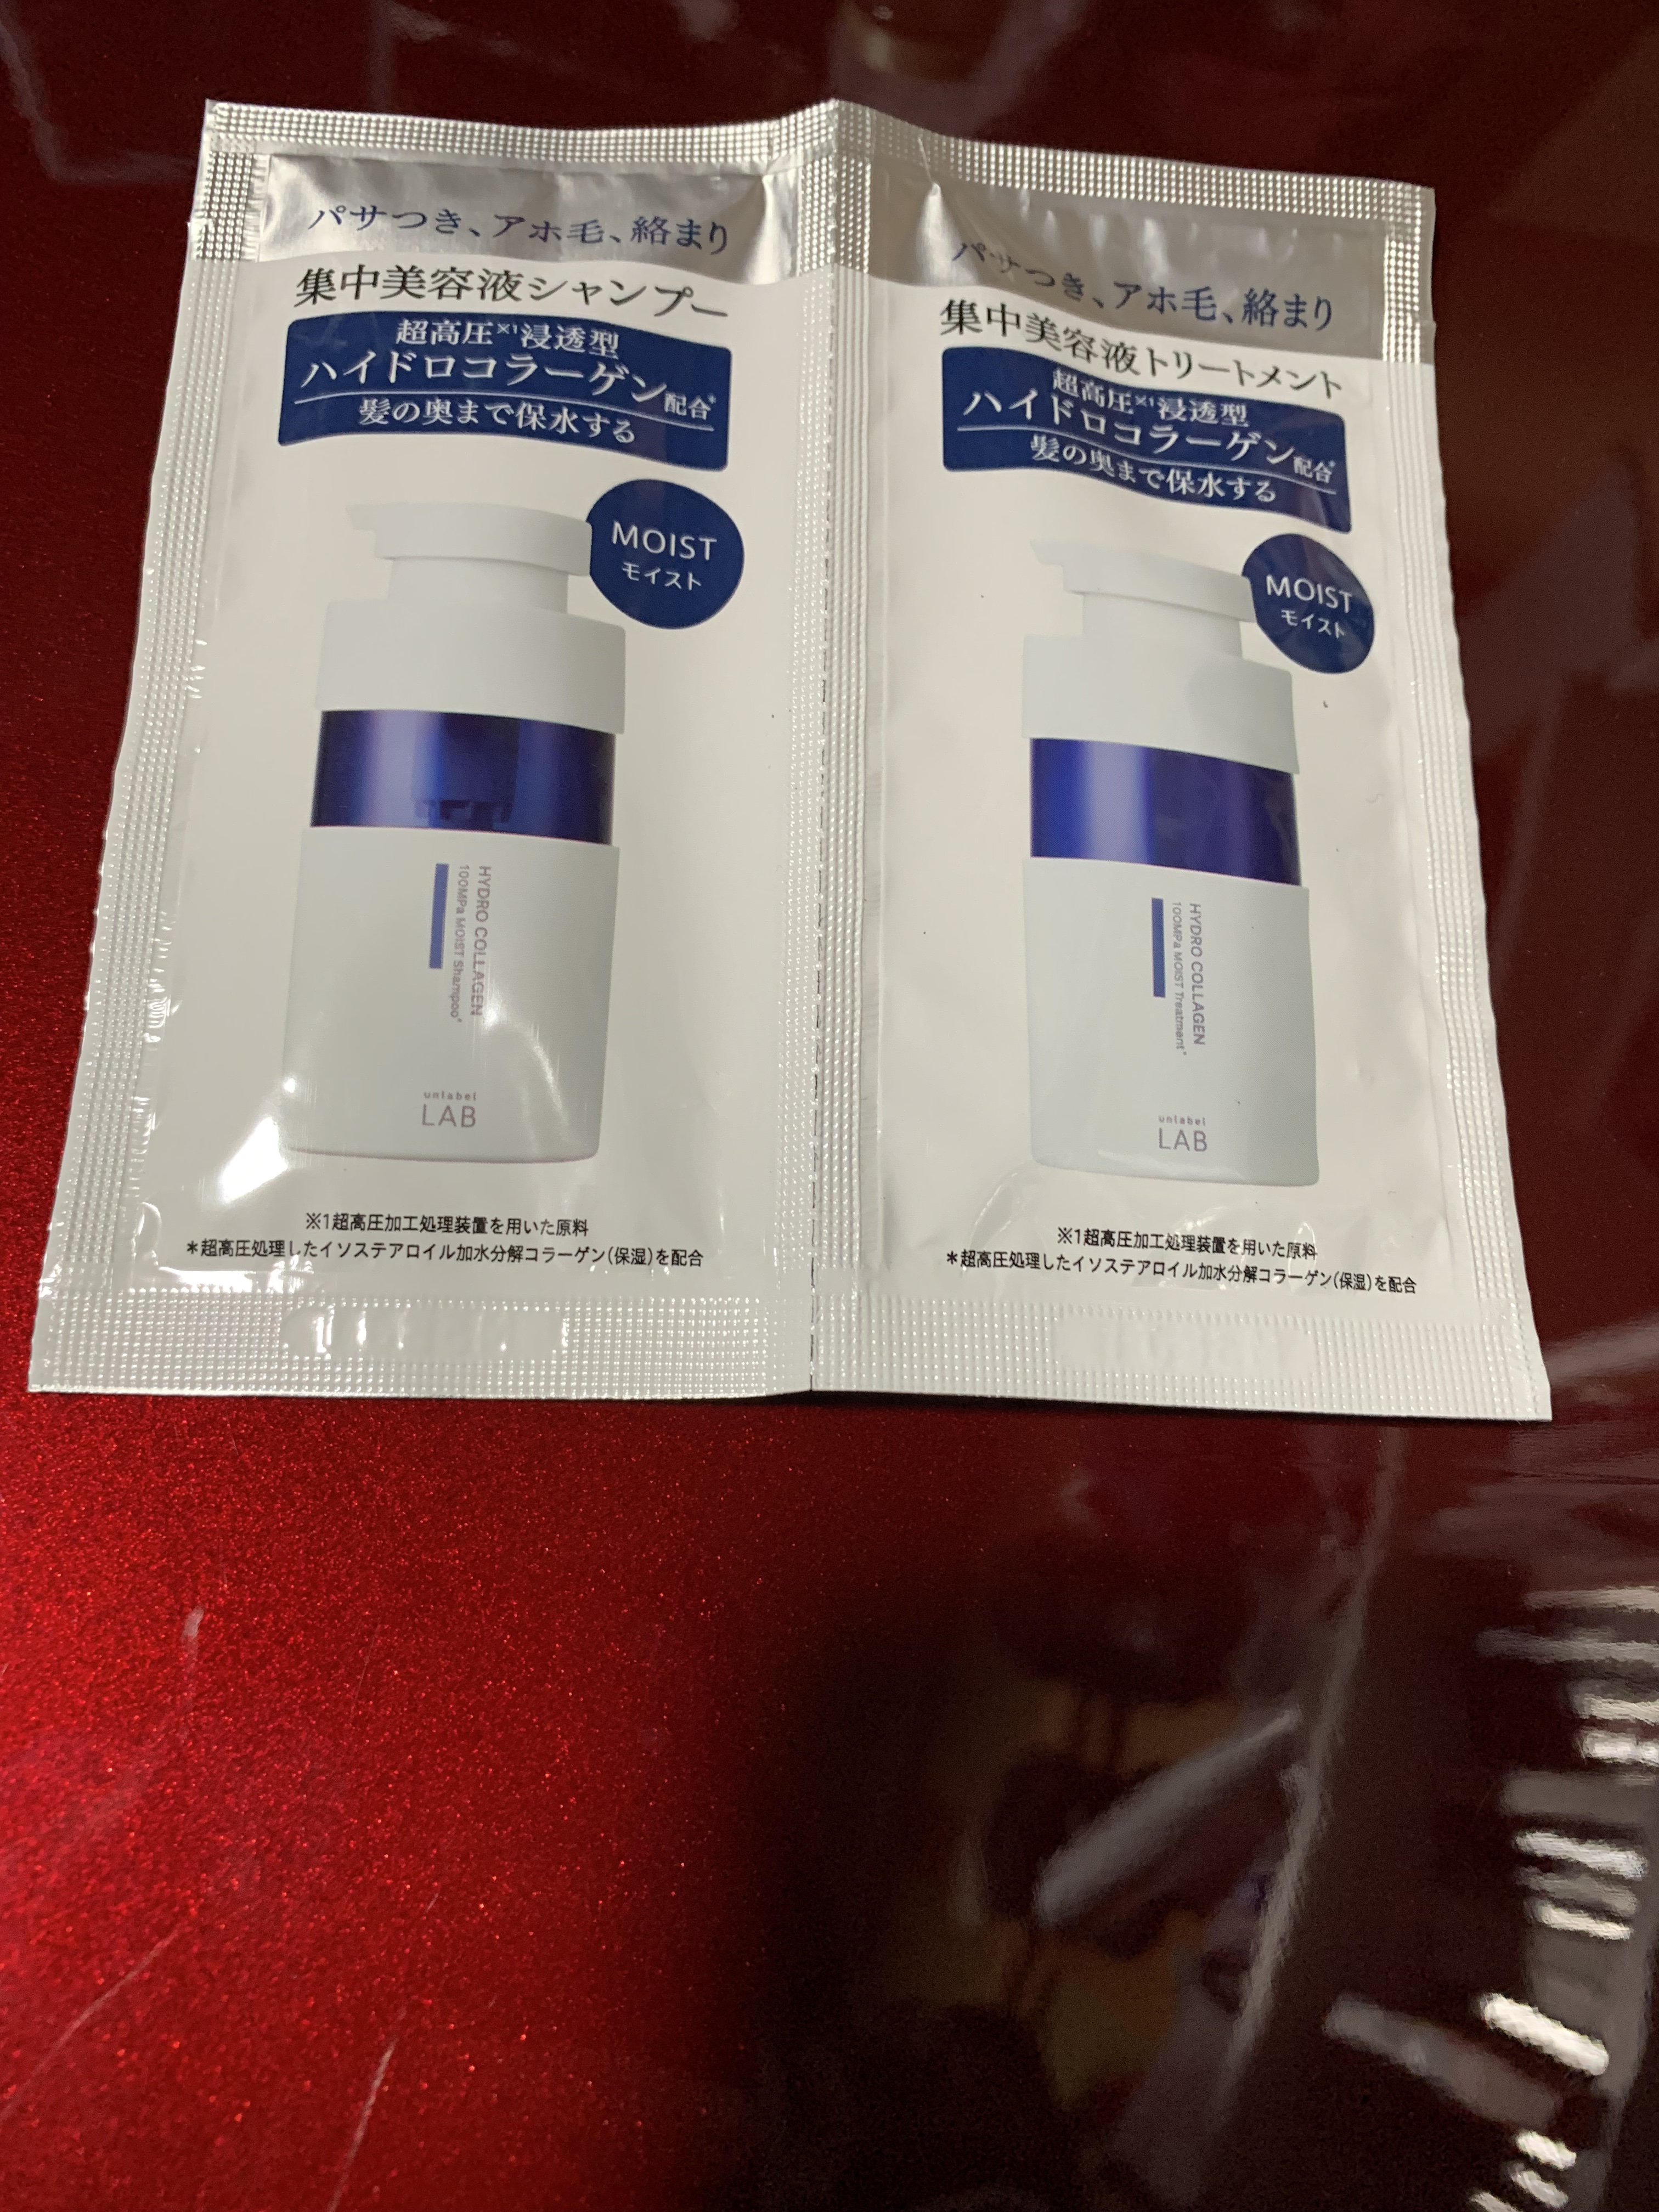 パサつき、アホ毛、絡まり
集中美容液シャンプー
超高圧※1浸透型
ハイドロコラーゲン配合*
髪の奥まで保水する
MOIST
モイスト
HYDRO COLLAGEN
100MPa MOIST Shampoo*
unlabel
LAB
※1超高圧加工処理装置を用いた原料
*超高圧処理したイソステアロイル加水分解コラーゲン(保湿)を配合
パサつき、アホ毛、絡まり
集中美容液トリートメント
超高圧※1浸透型
ハイドロコラーゲン配合*
髪の奥まで保水する
MOIST
モイスト
HYDRO COLLAGEN
100MPa MOIST Treatment*
unlabel
LAB
※1超高圧加工処理装置を用いた原料
*超高圧処理したイソステアロイル加水分解コラーゲン(保湿)を配合